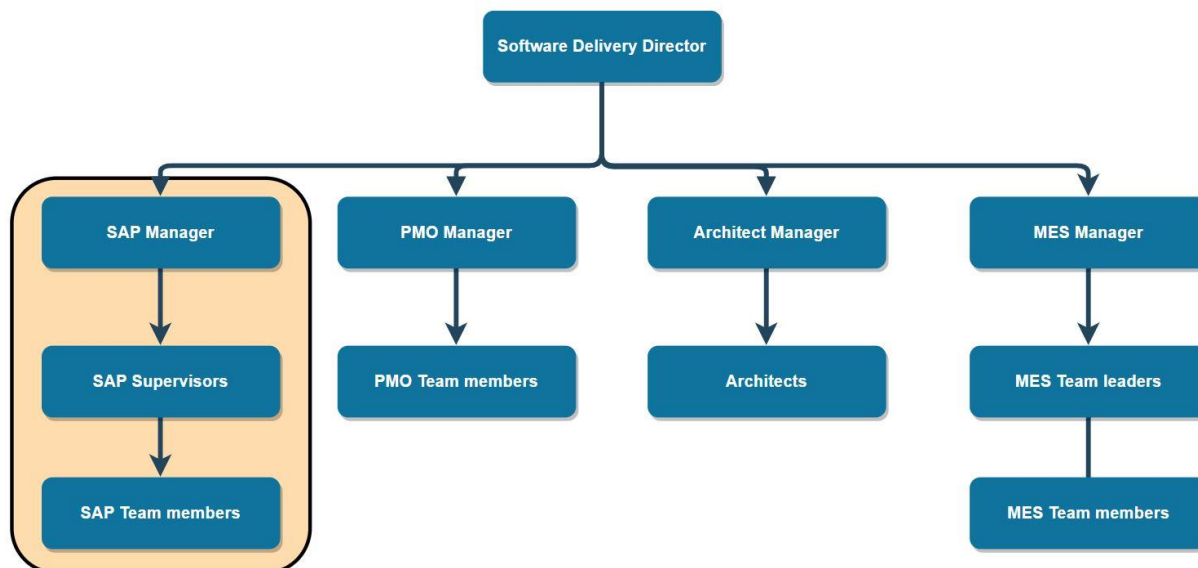 Software Delivery Director
SAP Manager
PMO Manager
Architect Manager
MES Manager
SAP Supervisors
PMO Team members
Architects
MES Team leaders
SAP Team members
MES Team members